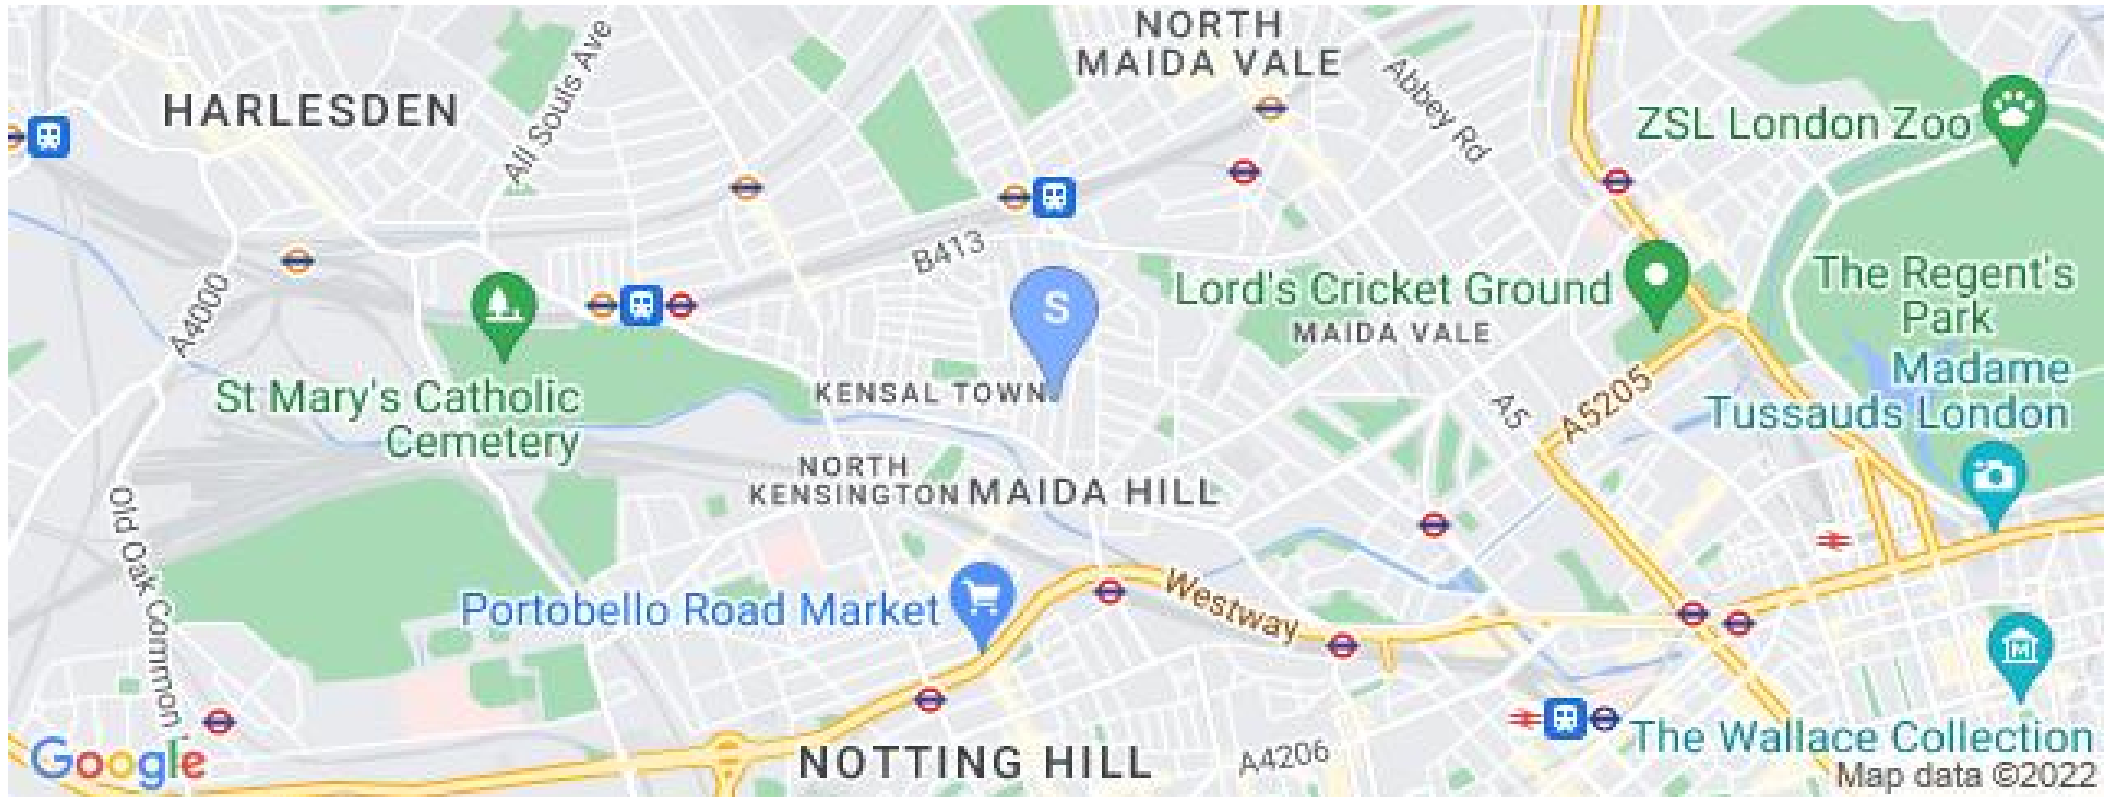 NORTH
MAIDA VALE
All Souls Ave
Abbey Rd
HARLESDEN
ZSL London Zoo
B413
A4000
S
Lord's Cricket Ground
MAIDA VALE
The Regent's
Park
St Mary's Catholic
Cemetery
KENSAL TOWN
A5
A5205
Madame
Tussauds London
NORTH
KENSINGTON
MAIDA HILL
Old Oak Common
Portobello Road Market
Westway
M
The Wallace Collection
Google
NOTTING HILL
A4206
Map data ©2022